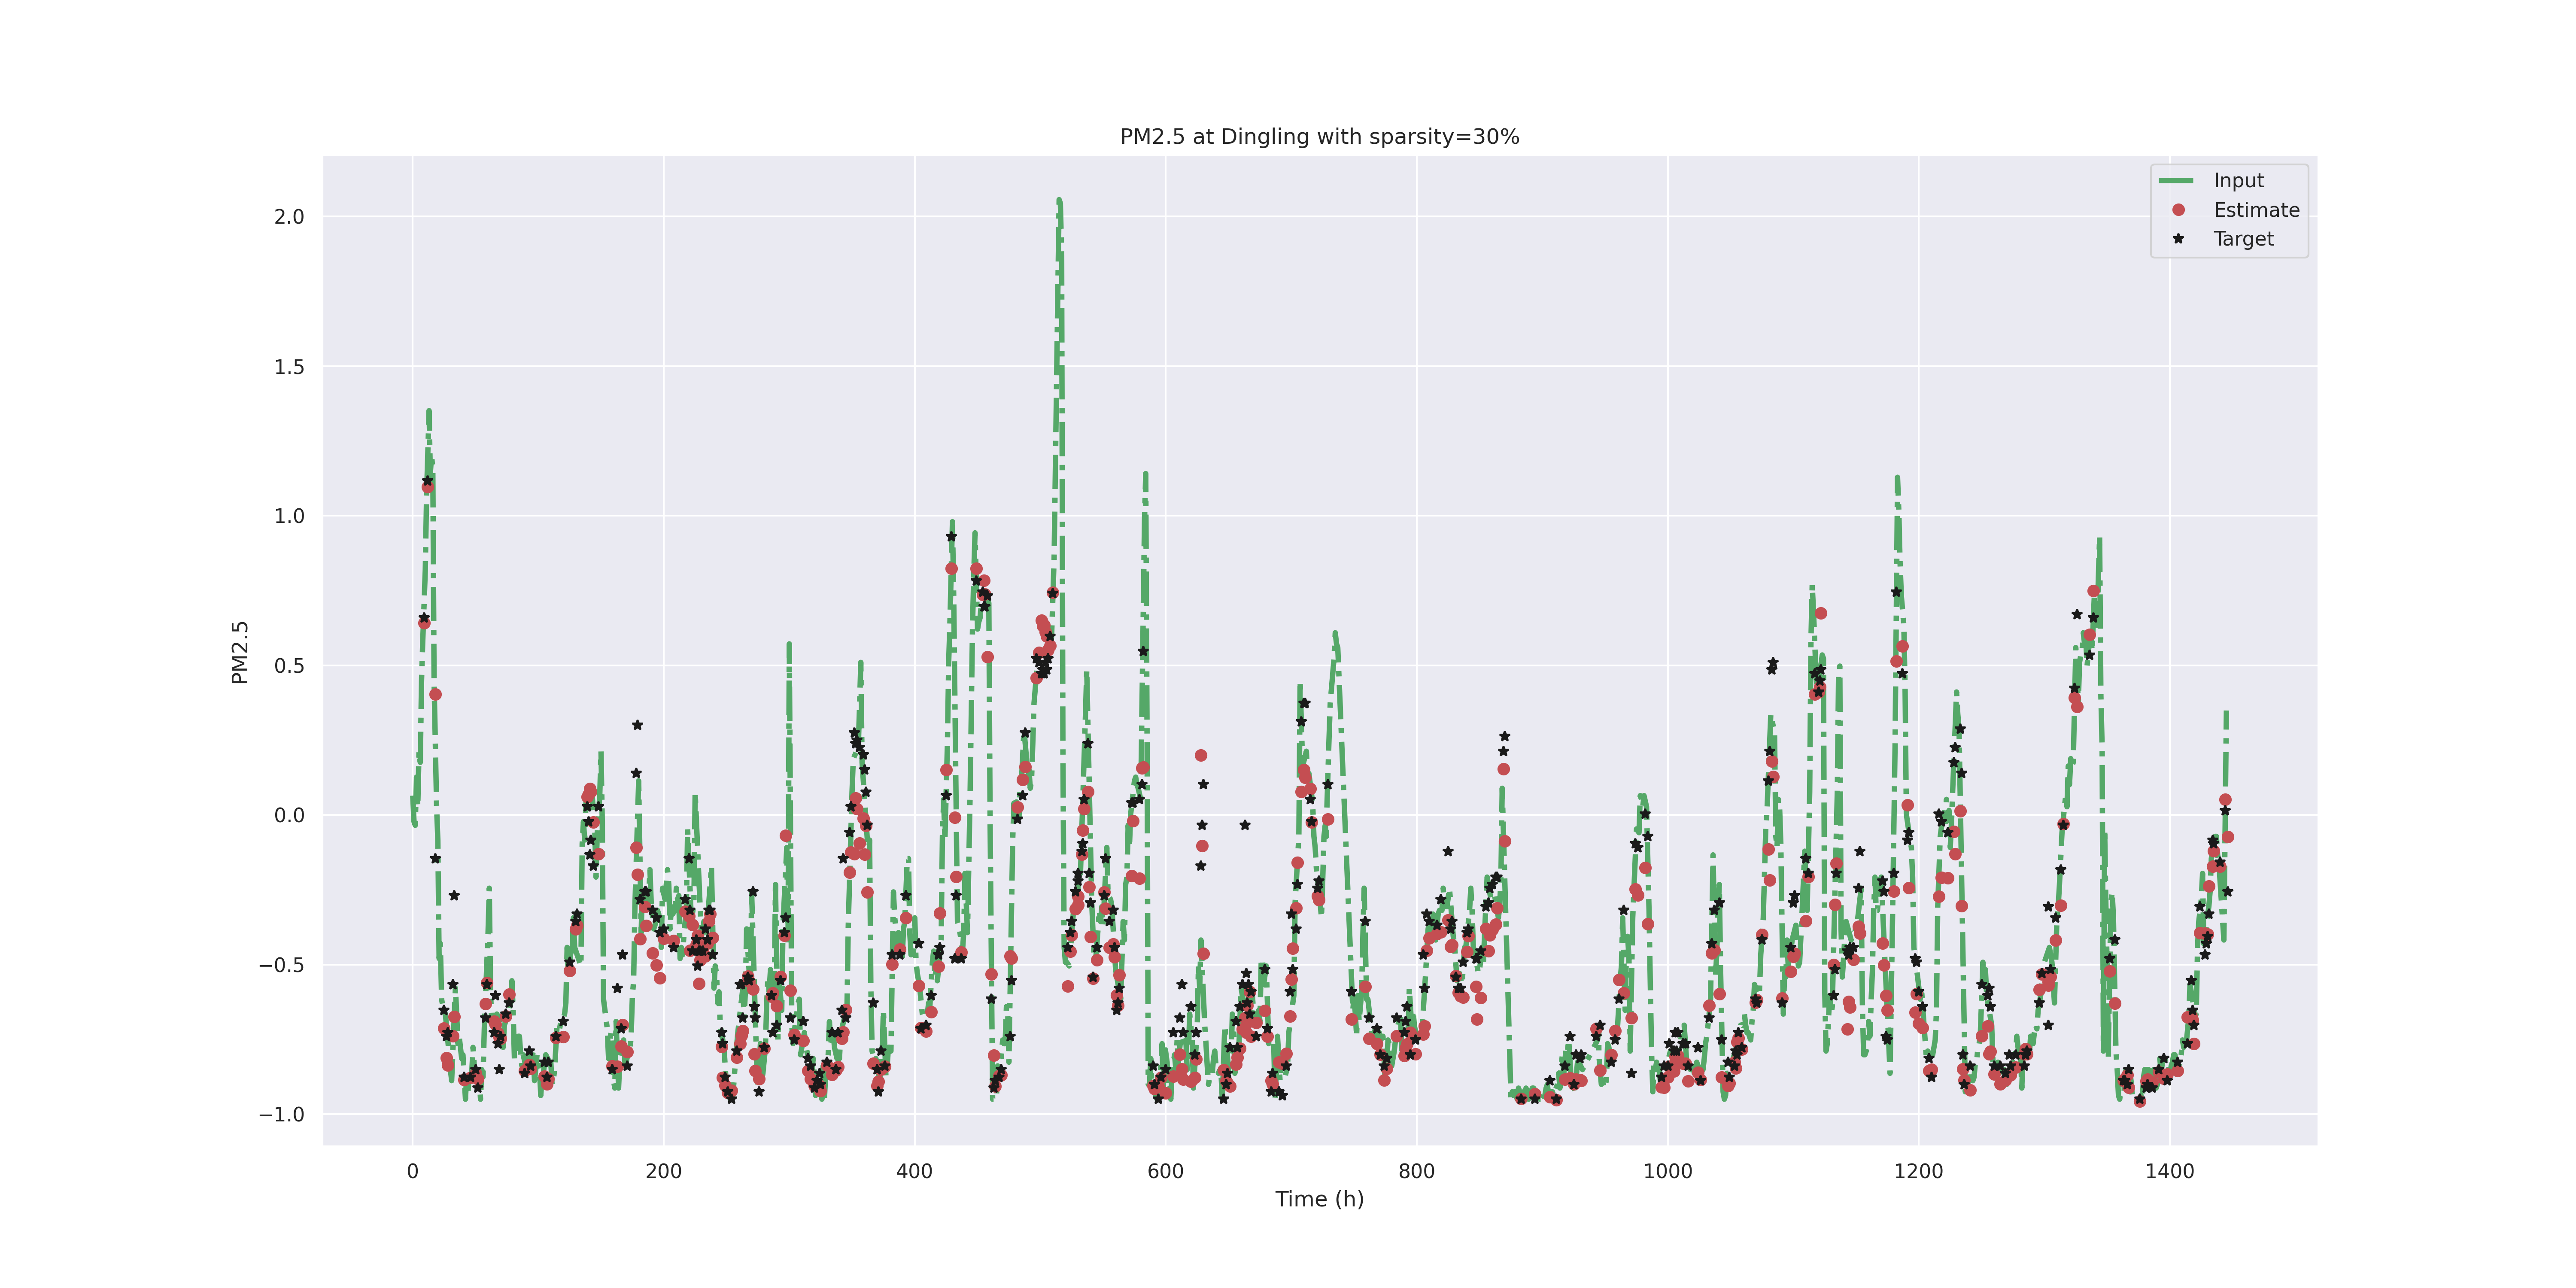 PM2.5 at Dingling with sparsity=30%
Input
Estimate
Target
PM2.5
2.0
1.5
1.0
0.5
0.0
−0.5
−1.0
0 200 400 600 800 1000 1200 1400
Time (h)